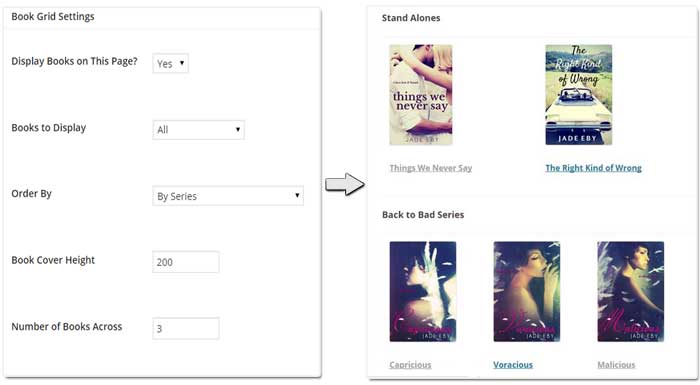 Book Grid Settings
Display Books on This Page?
Yes
Books to Display
All
Order By
By Series
Book Cover Height
200
Number of Books Across
3
Stand Alones
things we
never say
JADE EBY
The
Right Kind
of Wrong
JADE EBY
Things We Never Say
The Right Kind of Wrong
Back to Bad Series
Capricious
JADE EBY
Voracious
JADE EBY
Malicious
JADE EBY
Capricious
Voracious
Malicious